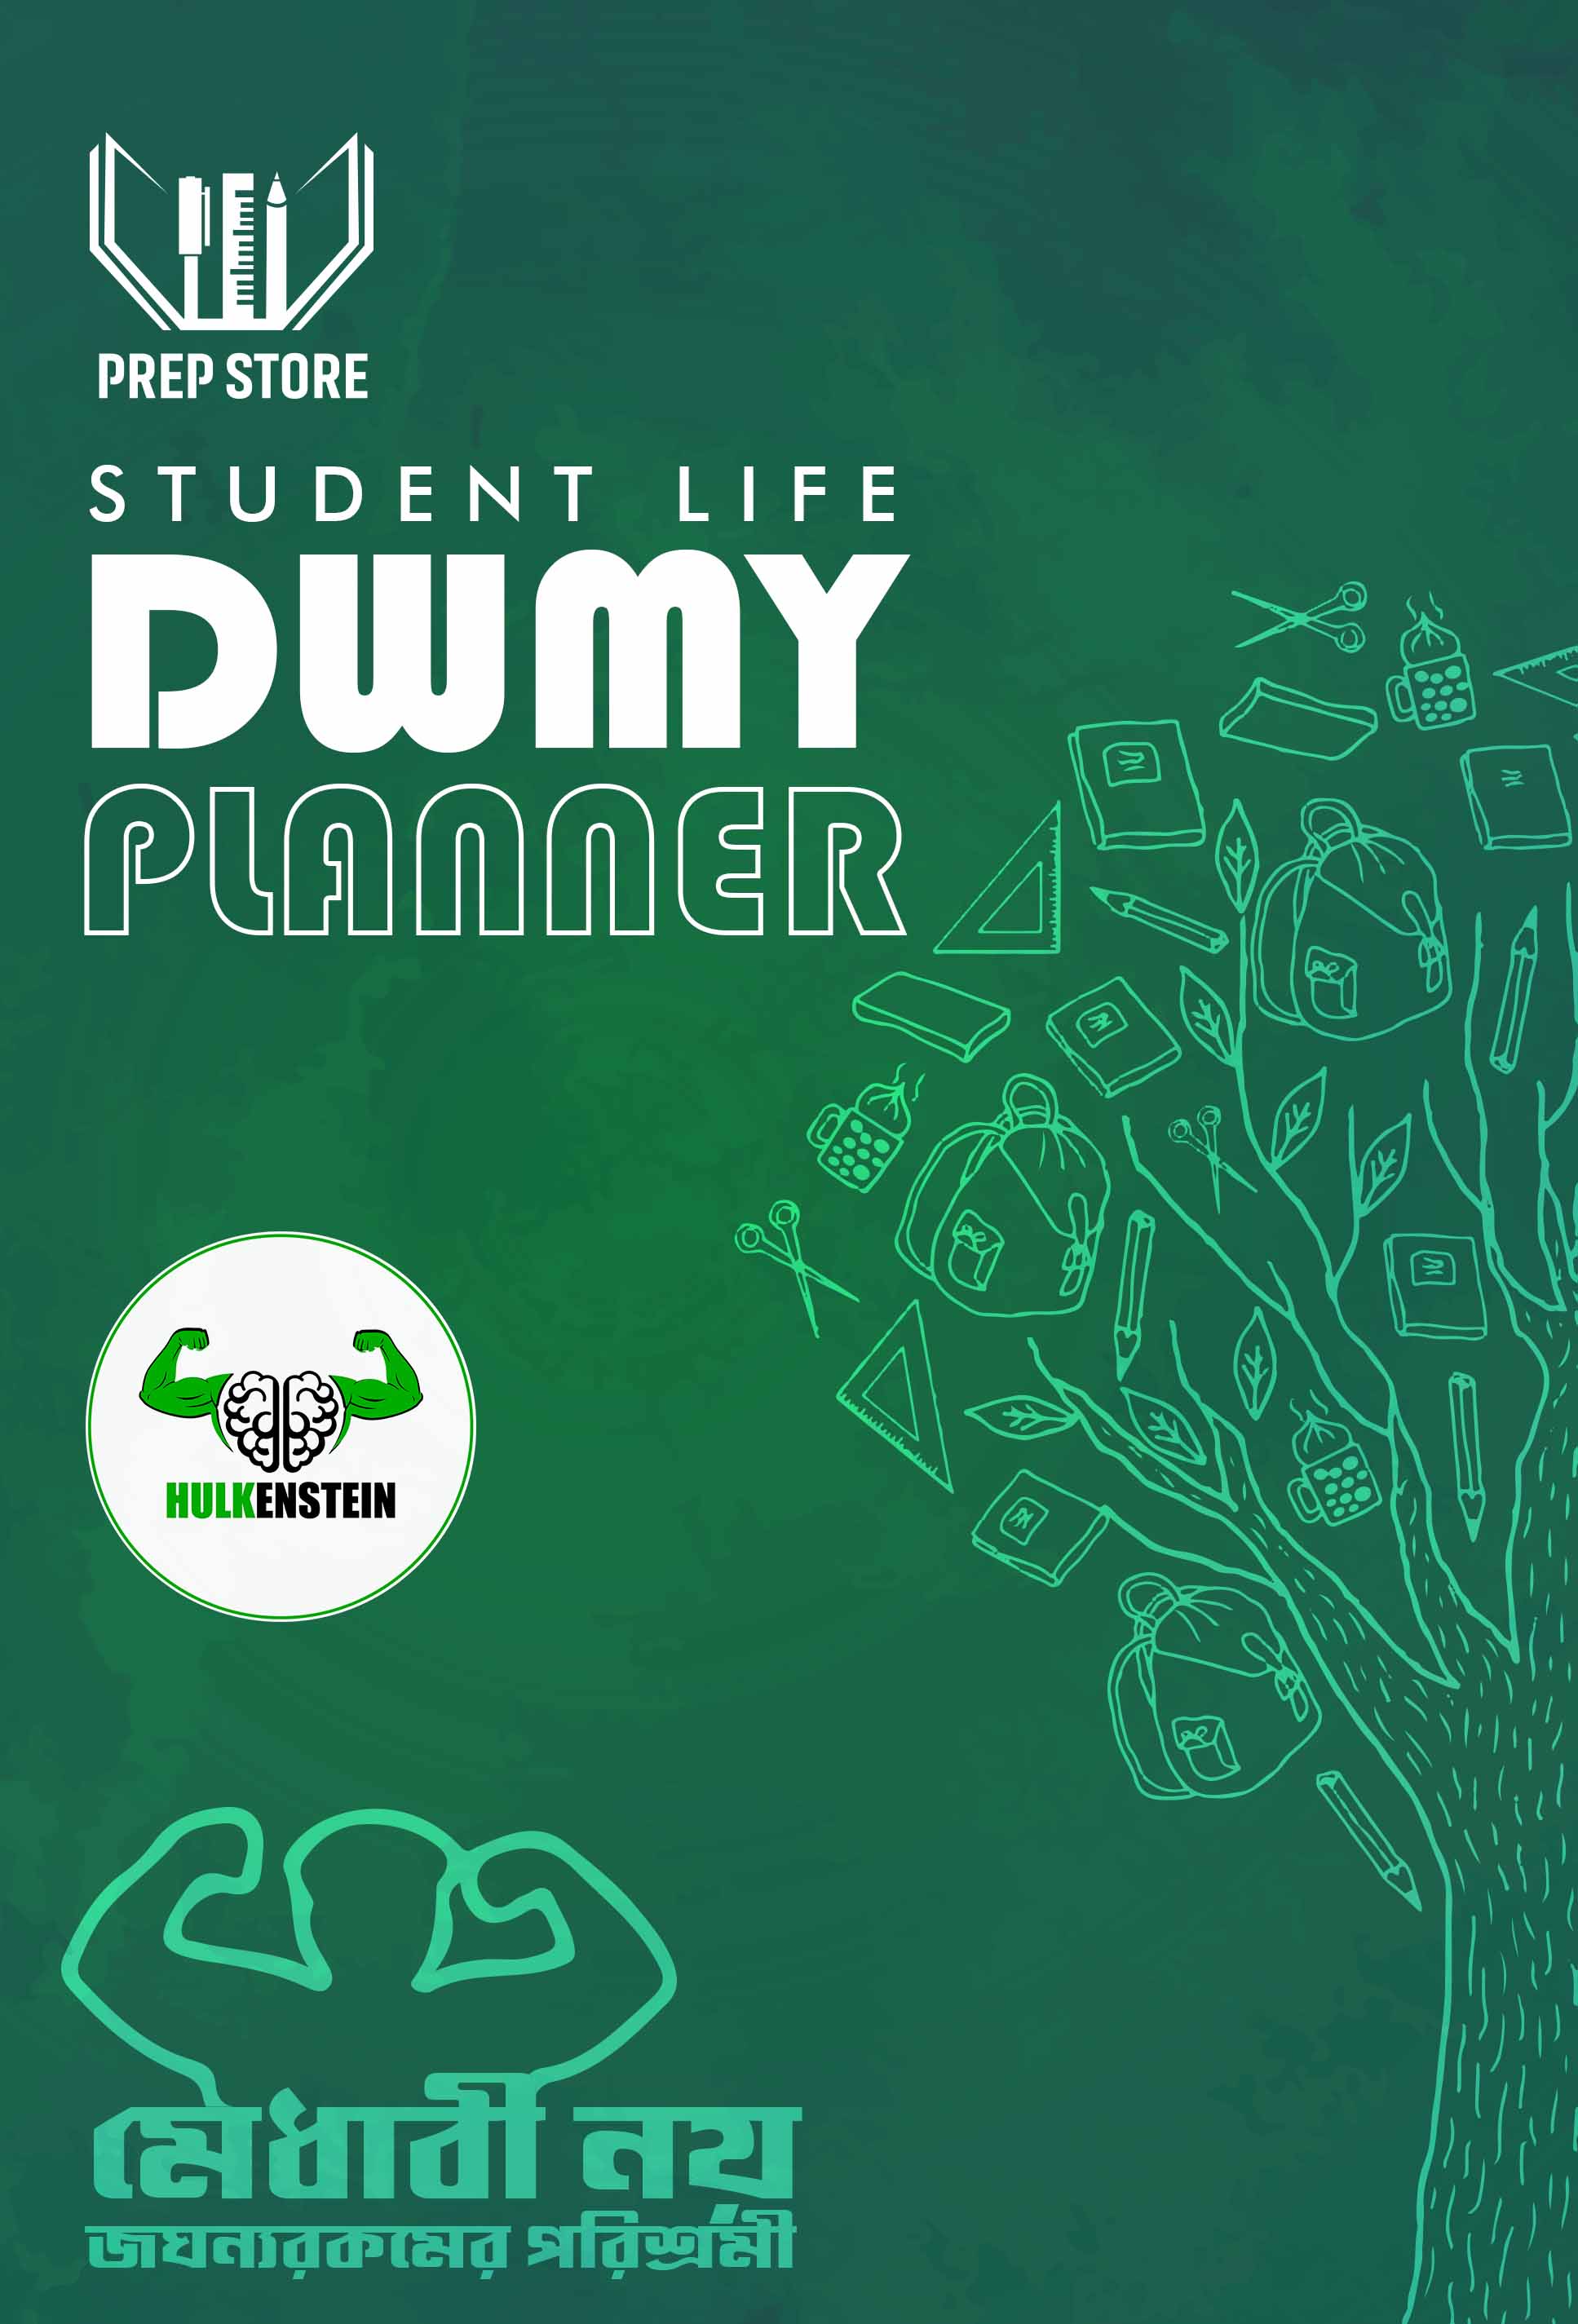 PREP STORE
STUDENT LIFE
DWMY
PLANNER
HULKENSTEIN
মেধাবী নয়
জঘন্যরকমের পরিশ্রমী